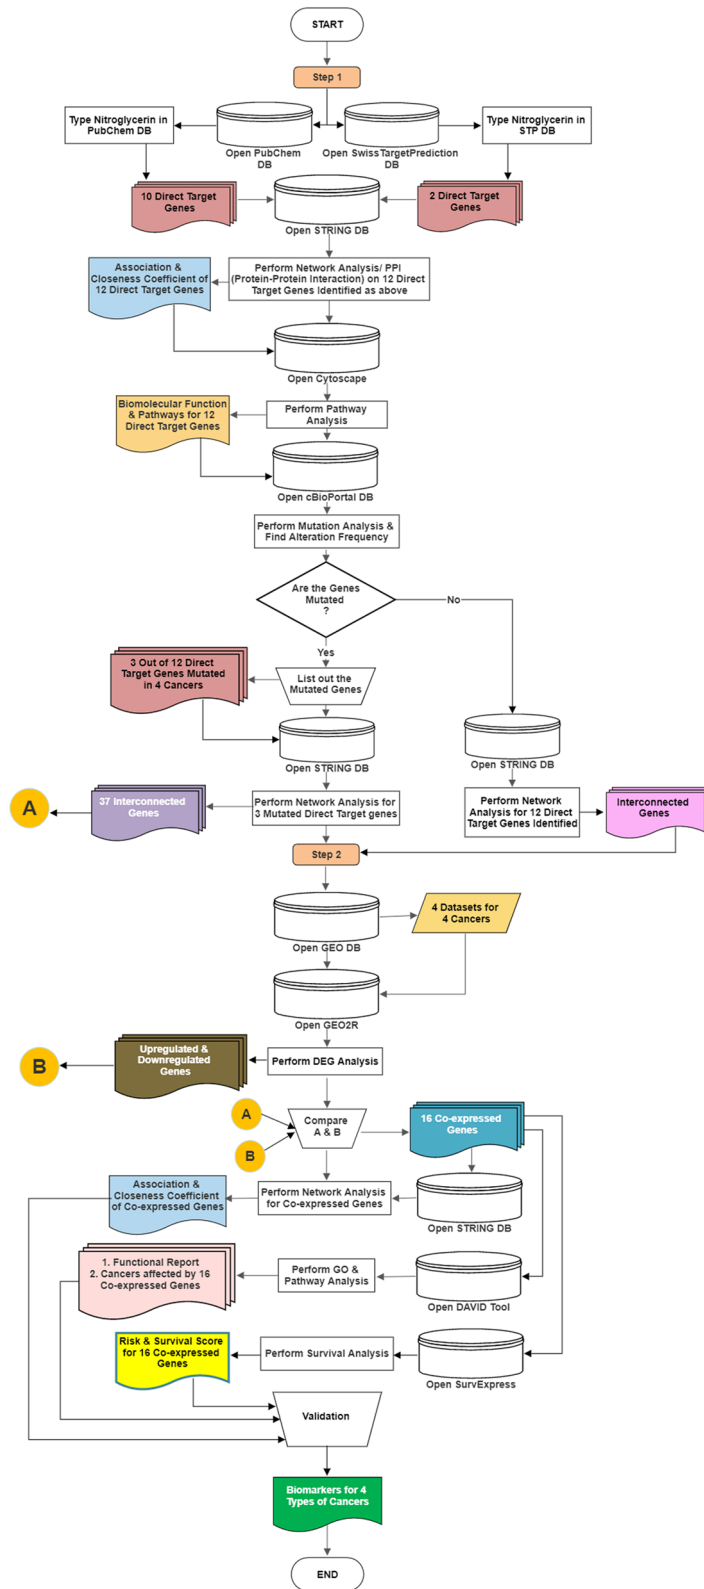 START
Step 1
Type Nitroglycerin in
PubChem DB
Open PubChem
DB
Open SwissTargetPrediction
DB
Type Nitroglycerin in
STP DB
10 Direct Target
Genes
Open STRING DB
2 Direct Target
Genes
Association &
Closeness Coefficient of
12 Direct Target Genes
Perform Network Analysis/ PPI
(Protein-Protein Interaction) on 12 Direct
Target Genes Identified as above
Open Cytoscape
Biomolecular Function
& Pathways for 12
Direct Target Genes
Perform Pathway
Analysis
Open cBioPortal DB
Perform Mutation Analysis &
Find Alteration Frequency
Are the Genes
Mutated
?
No
Yes
3 Out of 12 Direct
Target Genes Mutated
in 4 Cancers
List out the
Mutated Genes
Open STRING DB
Open STRING DB
A
37 Interconnected
Genes
Perform Network Analysis for
3 Mutated Direct Target genes
Perform Network
Analysis for 12 Direct
Target Genes Identified
Interconnected
Genes
Step 2
Open GEO DB
4 Datasets for
4 Cancers
Open GEO2R
B
Upregulated &
Downregulated
Genes
Perform DEG Analysis
A
B
Compare
A & B
16 Co-expressed
Genes
Association &
Closeness Coefficient
of Co-expressed Genes
Perform Network Analysis
for Co-expressed Genes
Open STRING DB
1. Functional Report
2. Cancers affected by 16
Co-expressed Genes
Perform GO &
Pathway Analysis
Open DAVID Tool
Risk & Survival Score
for 16 Co-expressed
Genes
Perform Survival Analysis
Open SurvExpress
Validation
Biomarkers for 4
Types of Cancers
END